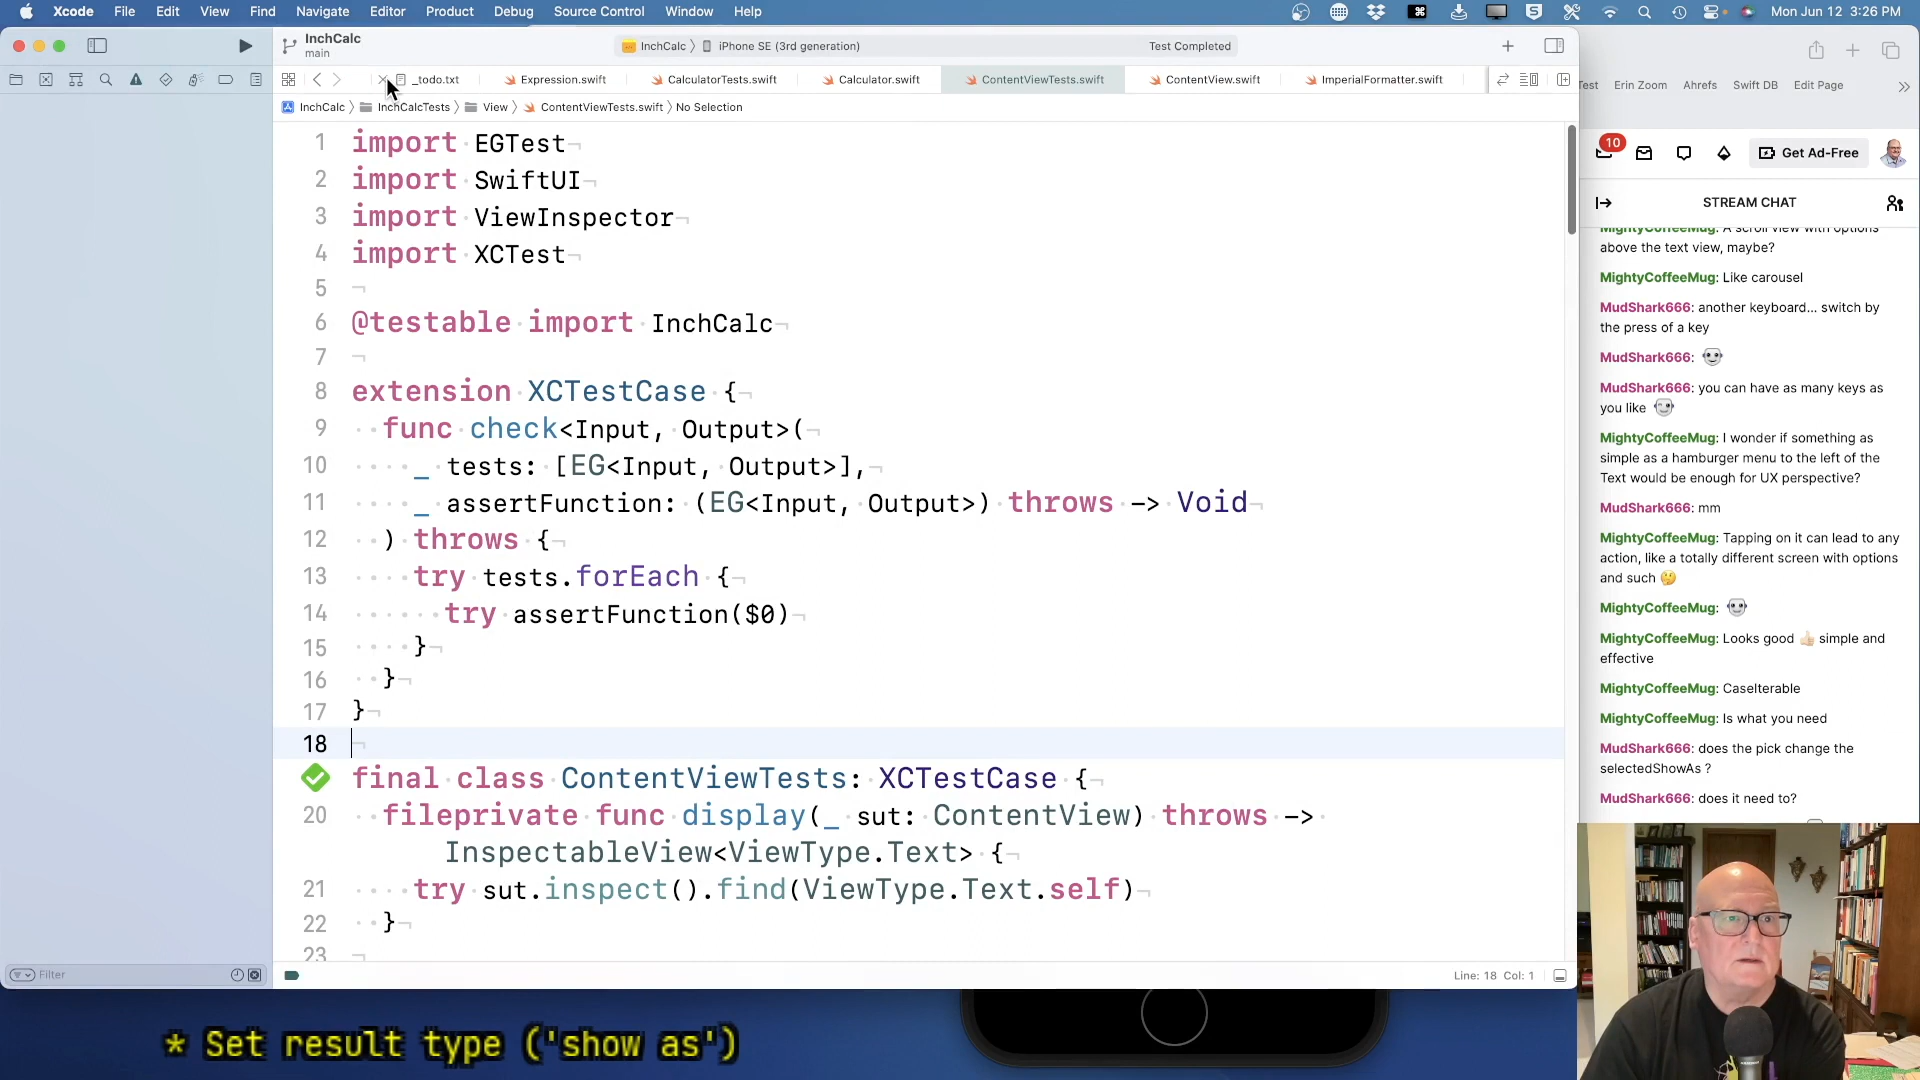 Xcode File Edit View Find Navigate Editor Product Debug Source Control Window Help Mon Jun 12 3:26 PM
InchCalc
main
InchCalc 〉 iPhone SE (3rd generation) Test Completed
_todo.txt Expression.swift CalculatorTests.swift Calculator.swift ContentViewTests.swift ContentView.swift ImperialFormatter.swift
InchCalc 〉 InchCalcTests 〉 View 〉 ContentViewTests.swift 〉 No Selection
1 import EGTest
2 import SwiftUI
3 import ViewInspector
4 import XCTest
5
6 @testable import InchCalc
7
8 extension XCTestCase {
9 func check<Input, Output>(
10 _ tests: [EG<Input, Output>],
11 _ assertFunction: (EG<Input, Output>) throws -> Void
12 ) throws {
13 try tests.forEach {
14 try assertFunction($0)
15 }
16 }
17 }
18
final class ContentViewTests: XCTestCase {
20 fileprivate func display(_ sut: ContentView) throws ->
InspectableView<ViewType.Text> {
21 try sut.inspect().find(ViewType.Text.self)
22 }
23
Filter
Line: 18 Col: 1
* Set result type ('show as')
Test Erin Zoom Ahrefs Swift DB Edit Page
10 Get Ad-Free
STREAM CHAT
MightyCoffeeMug: A scroll view with options
above the text view, maybe?
MightyCoffeeMug: Like carousel
MudShark666: another keyboard... switch by
the press of a key
MudShark666:
MudShark666: you can have as many keys as
you like
MightyCoffeeMug: I wonder if something as
simple as a hamburger menu to the left of the
Text would be enough for UX perspective?
MudShark666: mm
MightyCoffeeMug: Tapping on it can lead to any
action, like a totally different screen with options
and such 🤔
MightyCoffeeMug:
MightyCoffeeMug: Looks good 👍🏻 simple and
effective
MightyCoffeeMug: CaseIterable
MightyCoffeeMug: Is what you need
MudShark666: does the pick change the
selectedShowAs ?
MudShark666: does it need to?